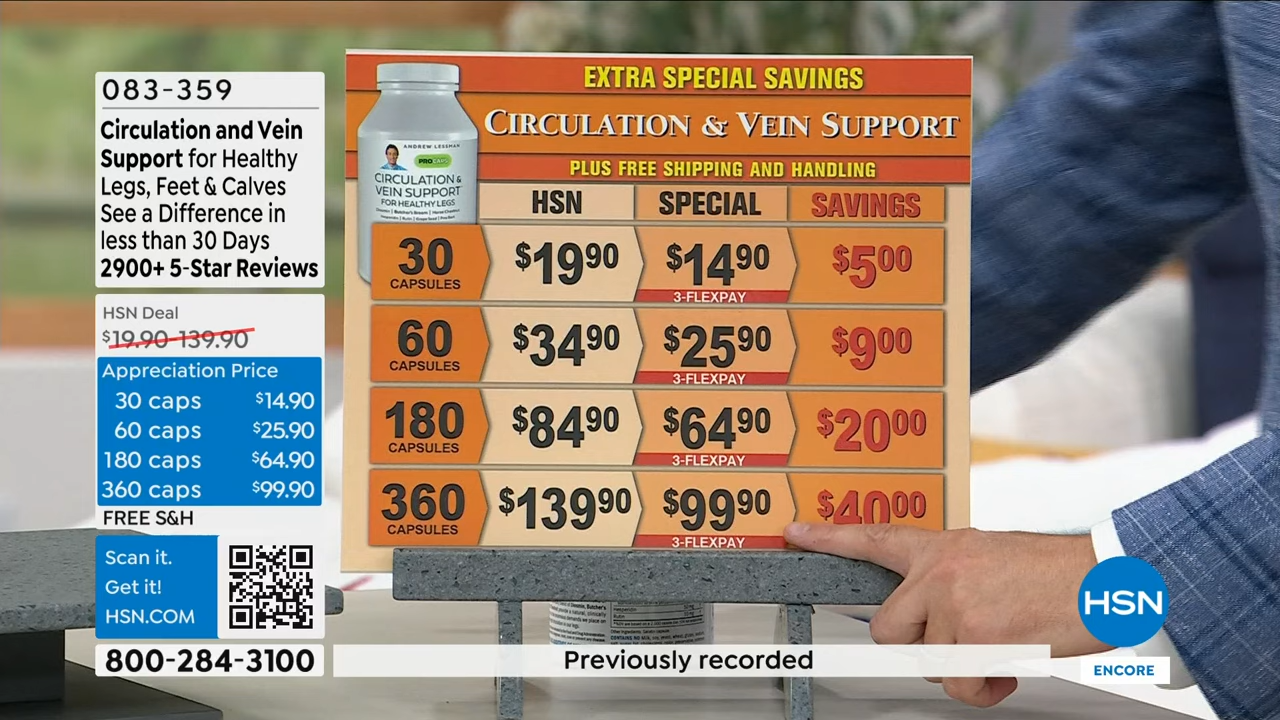 083-359
Circulation and Vein
Support for Healthy
Legs, Feet & Calves
See a Difference in
less than 30 Days
2900+ 5-Star Reviews
HSN Deal
$19.90-139.90
Appreciation Price
30 caps $14.90
60 caps $25.90
180 caps $64.90
360 caps $99.90
FREE S&H
Scan it.
Get it!
HSN.COM
800-284-3100
EXTRA SPECIAL SAVINGS
CIRCULATION & VEIN SUPPORT
PLUS FREE SHIPPING AND HANDLING
ANDREW LESSMAN
PROCAPS
CIRCULATION &
VEIN SUPPORT
FOR HEALTHY LEGS
HSN SPECIAL SAVINGS
30 CAPSULES $19.90 $14.90 $5.00
3-FLEXPAY
60 CAPSULES $34.90 $25.90 $9.00
3-FLEXPAY
180 CAPSULES $84.90 $64.90 $20.00
3-FLEXPAY
360 CAPSULES $139.90 $99.90 $40.00
3-FLEXPAY
Previously recorded
HSN
ENCORE